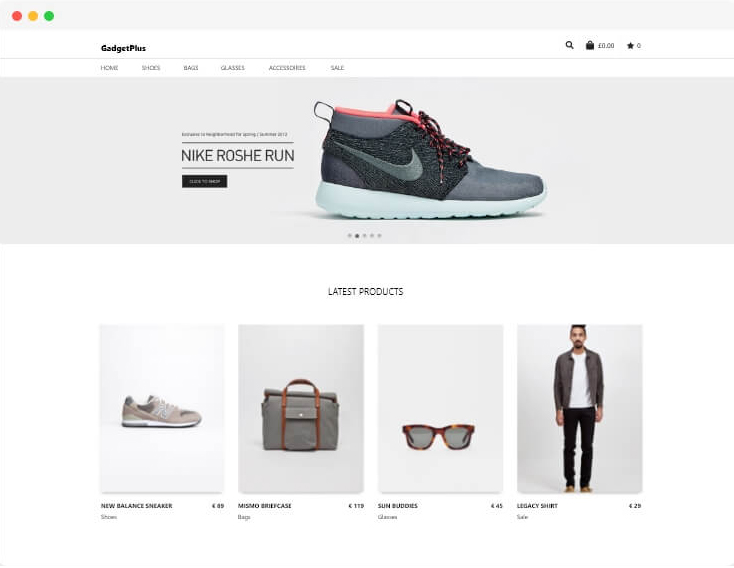 GadgetPlus
£0.00
0
HOME SHOES BAGS GLASSES ACCESSORIES SALE
Exclusive to Neighborhood for Spring / Summer 2013
NIKE ROSHE RUN
CLICK TO SHOP
LATEST PRODUCTS
NEW BALANCE SNEAKER € 89
Shoes
MISMO BRIEFCASE € 119
Bags
SUN BUDDIES € 45
Glasses
LEGACY SHIRT € 29
Sale